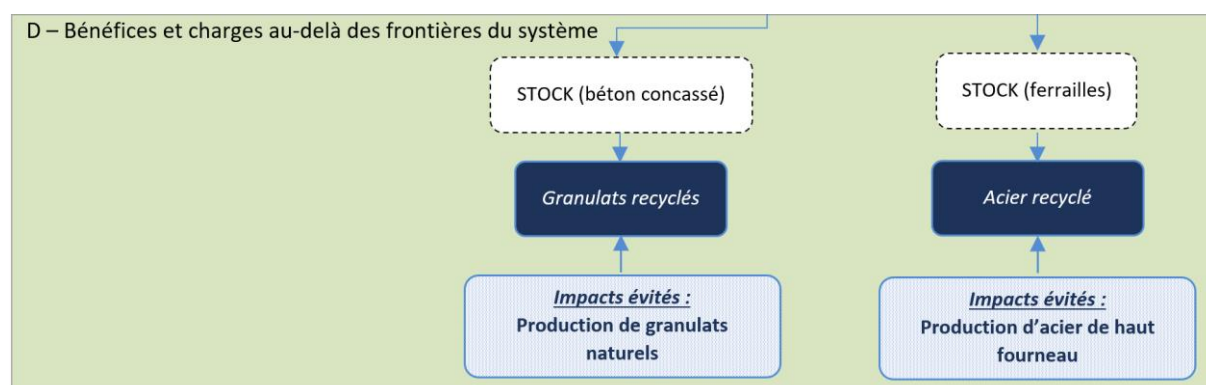 D – Bénéfices et charges au-delà des frontières du système
STOCK (béton concassé)
STOCK (ferrailles)
Granulats recyclés
Acier recyclé
Impacts évités :
Production de granulats
naturels
Impacts évités :
Production d’acier de haut
fourneau